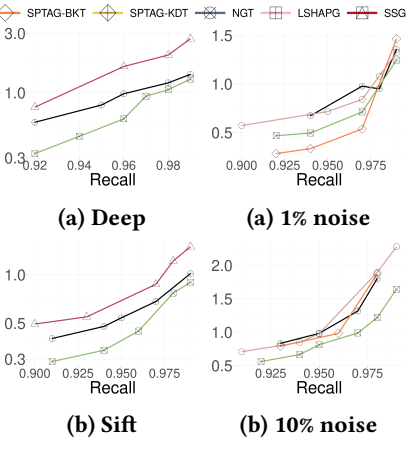 SPTAG-BKT SPTAG-KDT NGT LSHAPG SSG
3.0
1.0
0.3
0.92 0.94 0.96 0.98
Recall
(a) Deep
1.5
1.0
0.5
0.900 0.925 0.950 0.975
Recall
(a) 1% noise
1.0
0.5
0.3
0.900 0.925 0.950 0.975
Recall
(b) Sift
2.0
1.5
1.0
0.5
0.925 0.950 0.975
Recall
(b) 10% noise